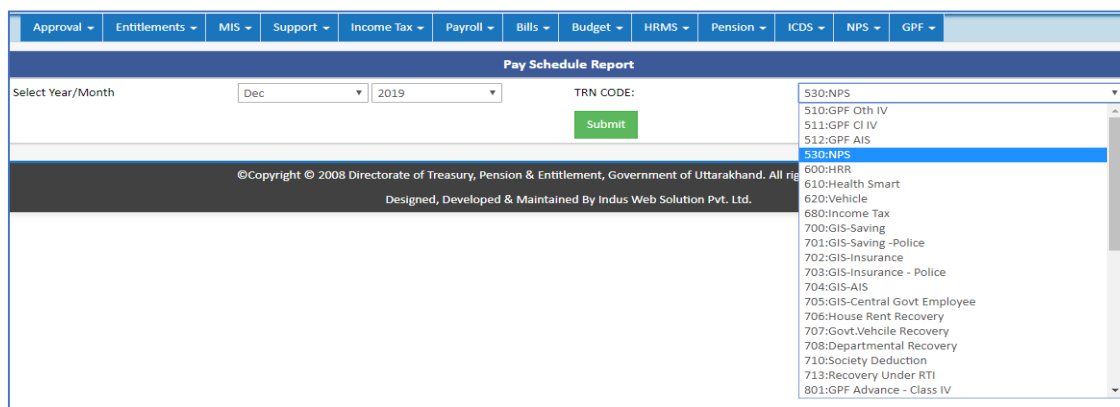 Approval Entitlements MIS Support Income Tax Payroll Bills Budget HRMS Pension ICDS NPS GPF
Pay Schedule Report
Select Year/Month Dec 2019 TRN CODE: 530:NPS
Submit
510:GPF Oth IV
511:GPF Cl IV
512:GPF AIS
530:NPS
600:HRR
610:Health Smart
620:Vehicle
680:Income Tax
700:GIS-Saving
701:GIS-Saving -Police
702:GIS-Insurance
703:GIS-Insurance - Police
704:GIS-AIS
705:GIS-Central Govt Employee
706:House Rent Recovery
707:Govt.Vehcile Recovery
708:Departmental Recovery
710:Society Deduction
713:Recovery Under RTI
801:GPF Advance - Class IV
©Copyright © 2008 Directorate of Treasury, Pension & Entitlement, Government of Uttarakhand. All rig
Designed, Developed & Maintained By Indus Web Solution Pvt. Ltd.